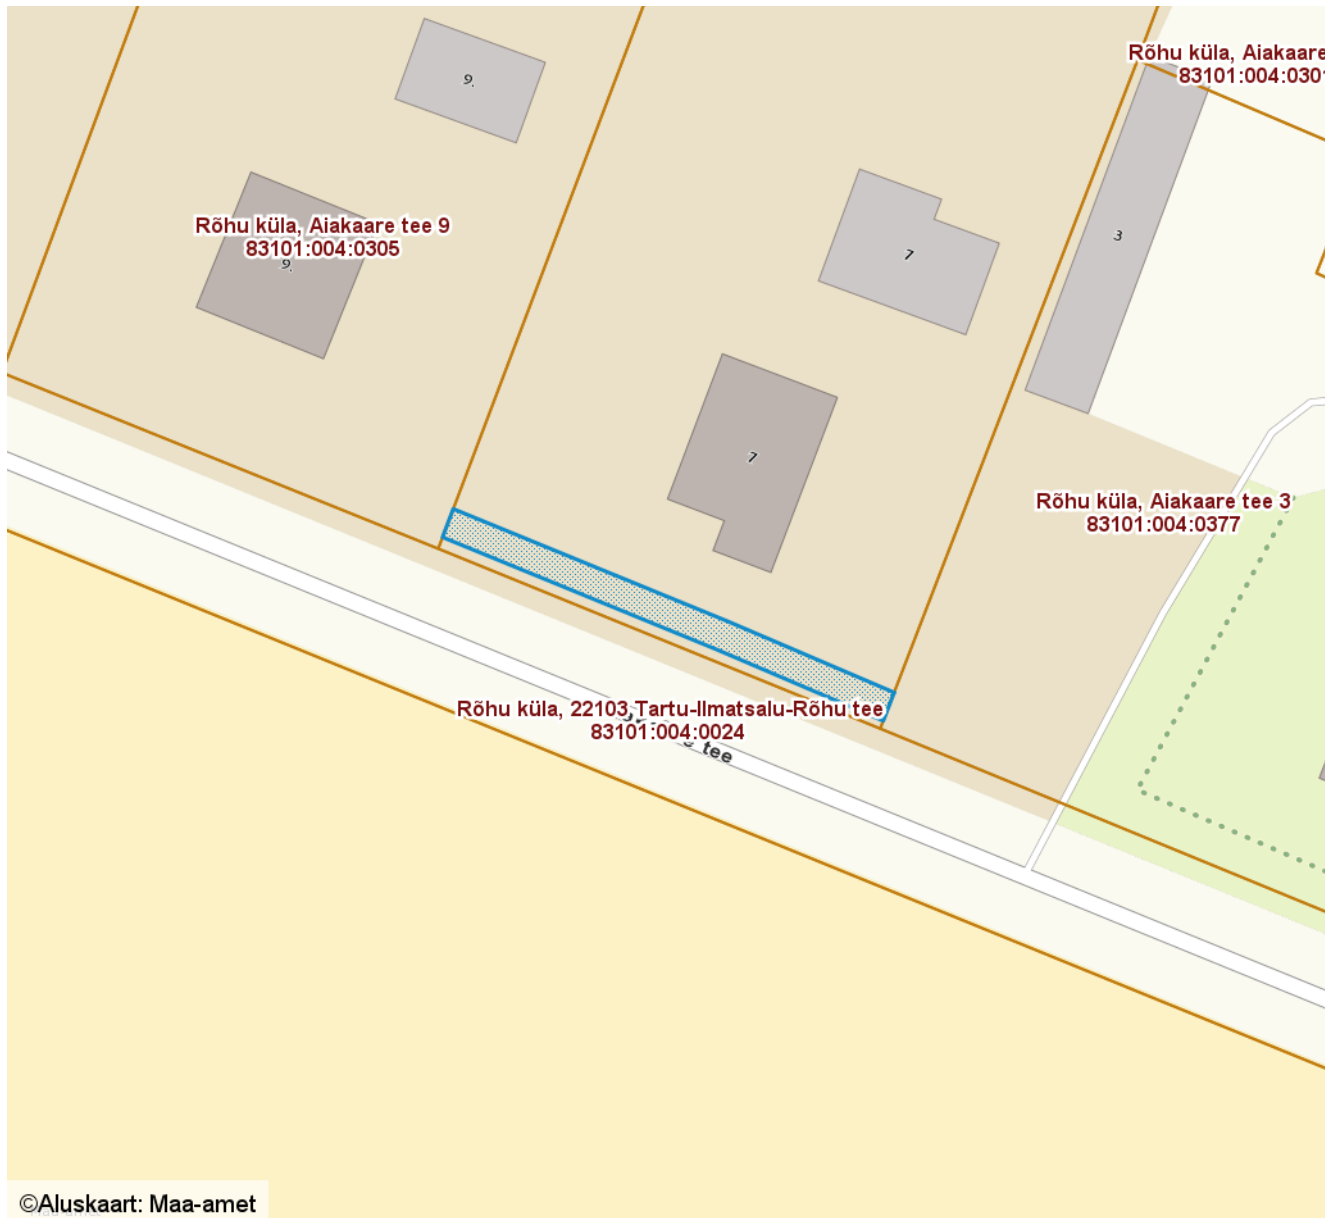 Rõhu küla, Aiakaare
83101:004:0301
9.
Rõhu küla, Aiakaare tee 9
83101:004:0305
9.
7
3
7
Rõhu küla, Aiakaare tee 3
83101:004:0377
Rõhu küla, 22103 Tartu-Ilmatsalu-Rõhu tee
83101:004:0024
tee
©Aluskaart: Maa-amet